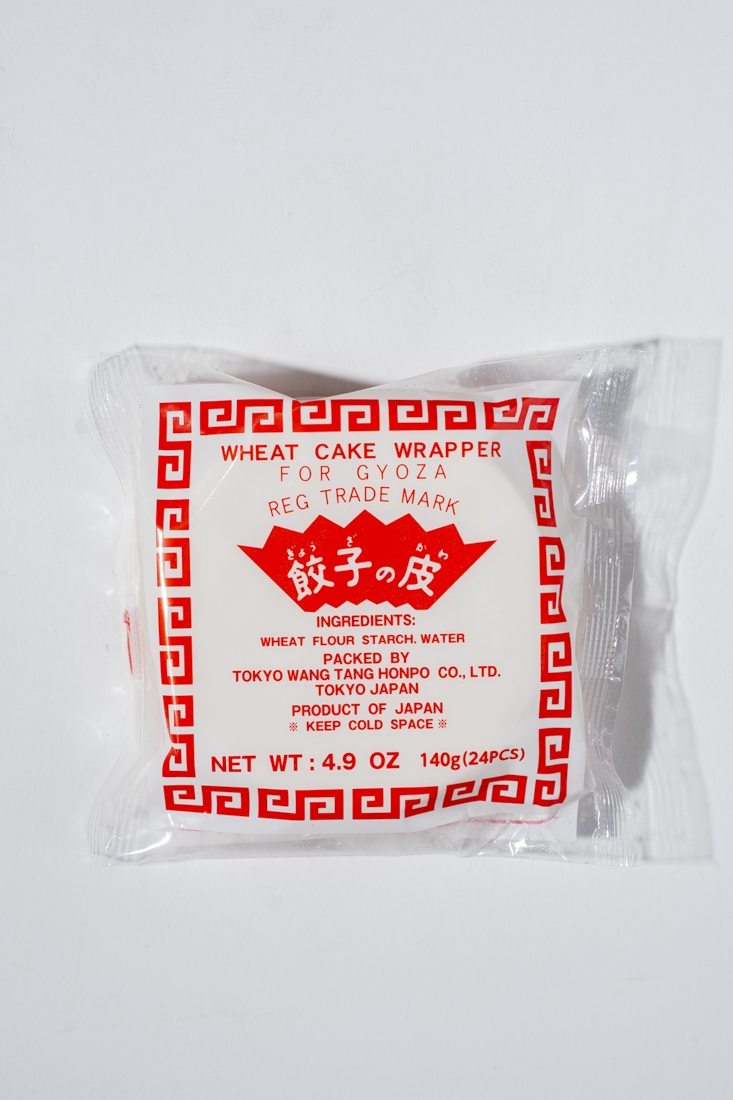 WHEAT CAKE WRAPPER
FOR GYOZA
REG TRADE MARK
ぎょう ざ かわ
餃子の皮
INGREDIENTS:
WHEAT FLOUR STARCH. WATER
PACKED BY
TOKYO WANG TANG HONPO CO., LTD.
TOKYO JAPAN
PRODUCT OF JAPAN
※ KEEP COLD SPACE ※
NET WT : 4.9 OZ 140g(24PCS)